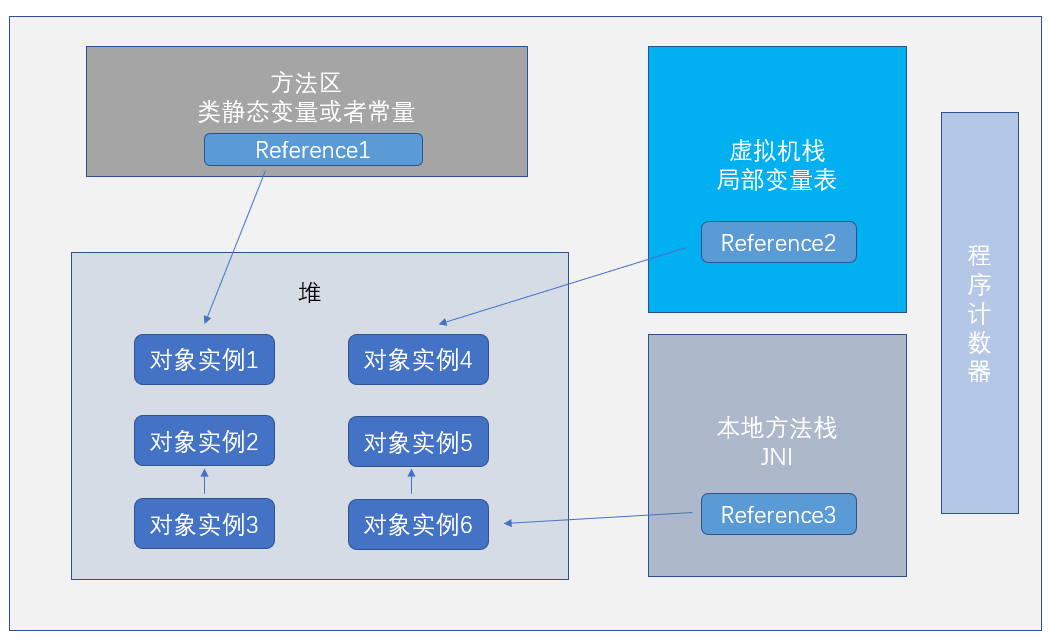 方法区
类静态变量或者常量
Reference1
虚拟机栈
局部变量表
Reference2
堆
对象实例1
对象实例4
对象实例2
对象实例5
对象实例3
对象实例6
本地方法栈
JNI
Reference3
程
序
计
数
器